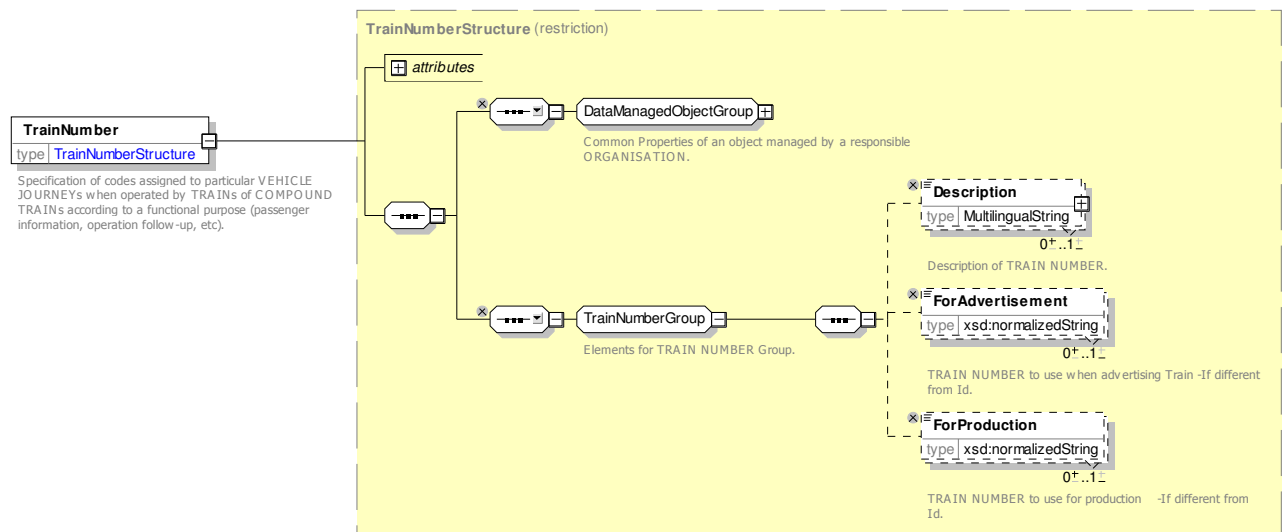 TrainNumberStructure (restriction)
attributes
DataManagedObjectGroup
Common Properties of an object managed by a responsible
ORGANISATION.
TrainNumber
type TrainNumberStructure
Specification of codes assigned to particular VEHICLE
JOURNEYs when operated by TRAINs of COMPOUND
TRAINs according to a functional purpose (passenger
information, operation follow-up, etc).
Description
type MultilingualString
0..1
Description of TRAIN NUMBER.
TrainNumberGroup
Elements for TRAIN NUMBER Group.
ForAdvertisement
type xsd:normalizedString
0..1
TRAIN NUMBER to use when advertising Train -If different
from Id.
ForProduction
type xsd:normalizedString
0..1
TRAIN NUMBER to use for production -If different from
Id.